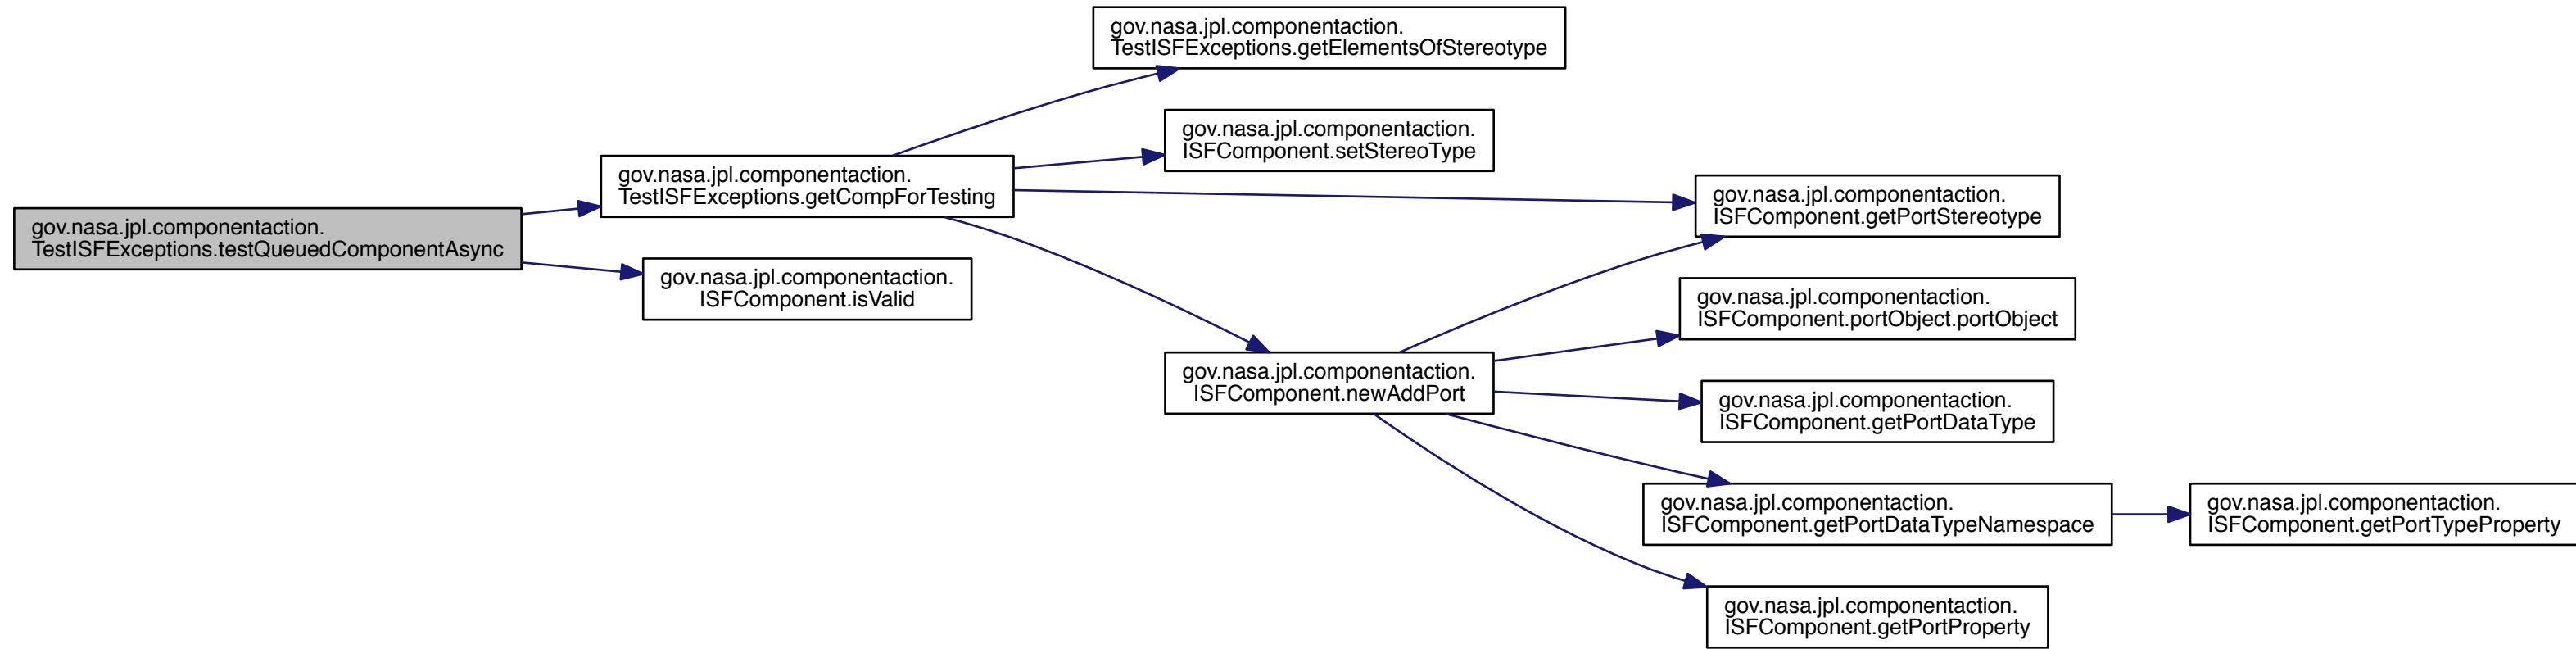 gov.nasa.jpl.componentaction.
TestISFExceptions.testQueuedComponentAsync
gov.nasa.jpl.componentaction.
TestISFExceptions.getCompForTesting
gov.nasa.jpl.componentaction.
ISFComponent.isValid
gov.nasa.jpl.componentaction.
TestISFExceptions.getElementsOfStereotype
gov.nasa.jpl.componentaction.
ISFComponent.setStereoType
gov.nasa.jpl.componentaction.
ISFComponent.newAddPort
gov.nasa.jpl.componentaction.
ISFComponent.getPortStereotype
gov.nasa.jpl.componentaction.
ISFComponent.portObject.portObject
gov.nasa.jpl.componentaction.
ISFComponent.getPortDataType
gov.nasa.jpl.componentaction.
ISFComponent.getPortDataTypeNamespace
gov.nasa.jpl.componentaction.
ISFComponent.getPortProperty
gov.nasa.jpl.componentaction.
ISFComponent.getPortTypeProperty